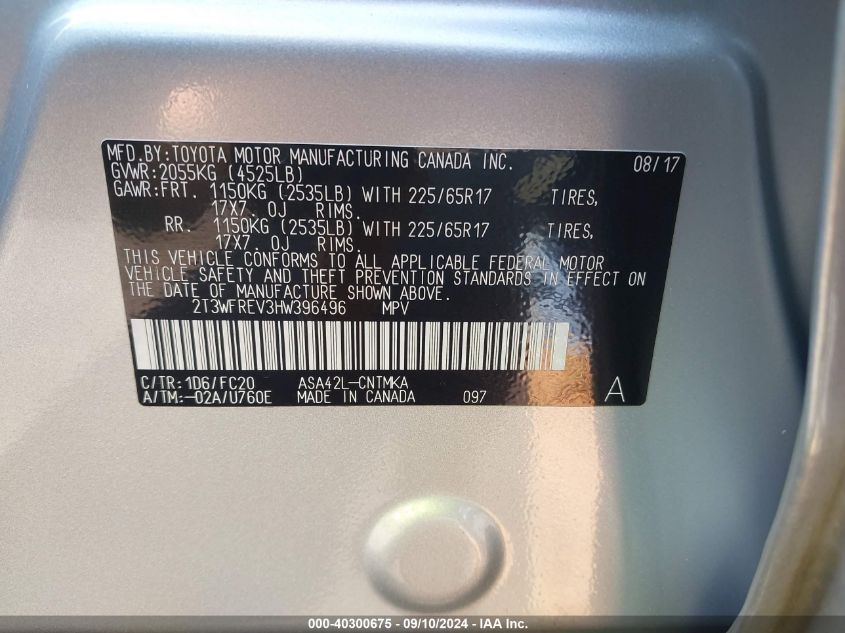 MFD.BY:TOYOTA MOTOR MANUFACTURING CANADA INC. 08/17
GVWR:2055KG (4525LB)
GAWR:FRT. 1150KG (2535LB) WITH 225/65R17 TIRES,
17X7. 0J RIMS.
RR. 1150KG (2535LB) WITH 225/65R17 TIRES,
17X7. 0J RIMS.
THIS VEHICLE CONFORMS TO ALL APPLICABLE FEDERAL MOTOR
VEHICLE SAFETY AND THEFT PREVENTION STANDARDS IN EFFECT ON
THE DATE OF MANUFACTURE SHOWN ABOVE.
2T3WFREV3HW396496 MPV
C/TR:1D6/FC20 ASA42L-CNTMKA
A/TM:-02A/U760E MADE IN CANADA 097 A
000-40300675 - 09/10/2024 - IAA Inc.